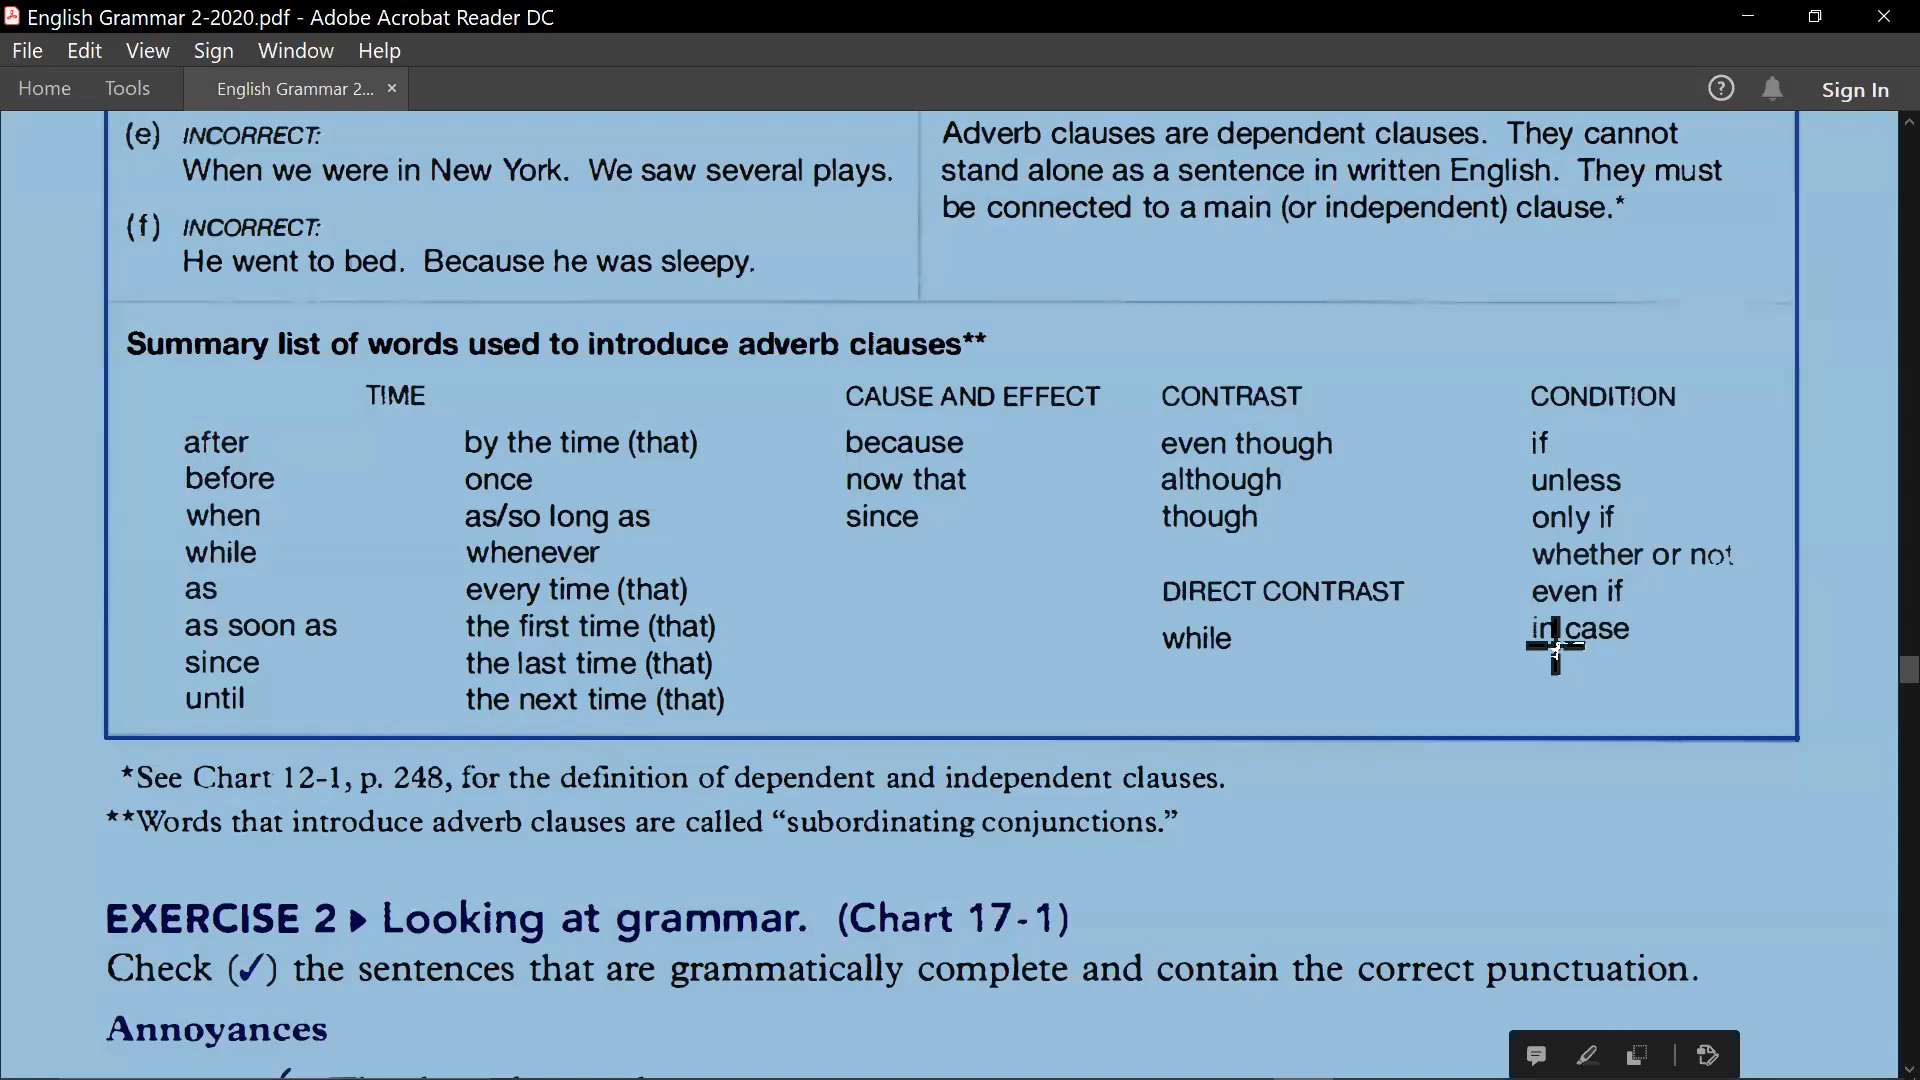 English Grammar 2-2020.pdf - Adobe Acrobat Reader DC
File Edit View Sign Window Help
Home Tools English Grammar 2... × ? Sign In
(e) INCORRECT:
When we were in New York. We saw several plays.
(f) INCORRECT:
He went to bed. Because he was sleepy.
Adverb clauses are dependent clauses. They cannot
stand alone as a sentence in written English. They must
be connected to a main (or independent) clause.*
Summary list of words used to introduce adverb clauses**
TIME
after
before
when
while
as
as soon as
since
until
by the time (that)
once
as/so long as
whenever
every time (that)
the first time (that)
the last time (that)
the next time (that)
CAUSE AND EFFECT
because
now that
since
CONTRAST
even though
although
though
DIRECT CONTRAST
while
CONDITION
if
unless
only if
whether or not
even if
in case
*See Chart 12-1, p. 248, for the definition of dependent and independent clauses.
**Words that introduce adverb clauses are called “subordinating conjunctions.”
EXERCISE 2 ▶ Looking at grammar. (Chart 17-1)
Check (✓) the sentences that are grammatically complete and contain the correct punctuation.
Annoyances